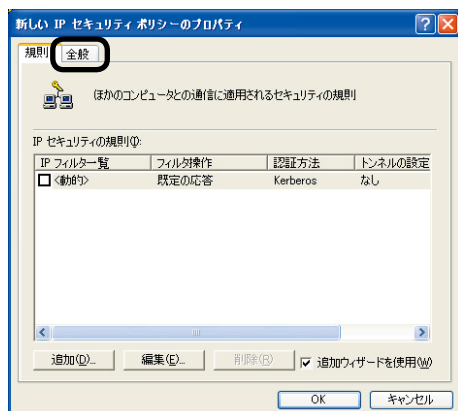 新しい IP セキュリティ ポリシーのプロパティ
規則 全般
ほかのコンピュータとの通信に適用されるセキュリティの規則
IP セキュリティの規則(I):
IP フィルター覧 フィルタ操作 認証方法 トンネルの設定
<動的> 既定の応答 Kerberos なし
追加(D)... 編集(E)... 削除(R) 追加ウィザードを使用(W)
OK キャンセル